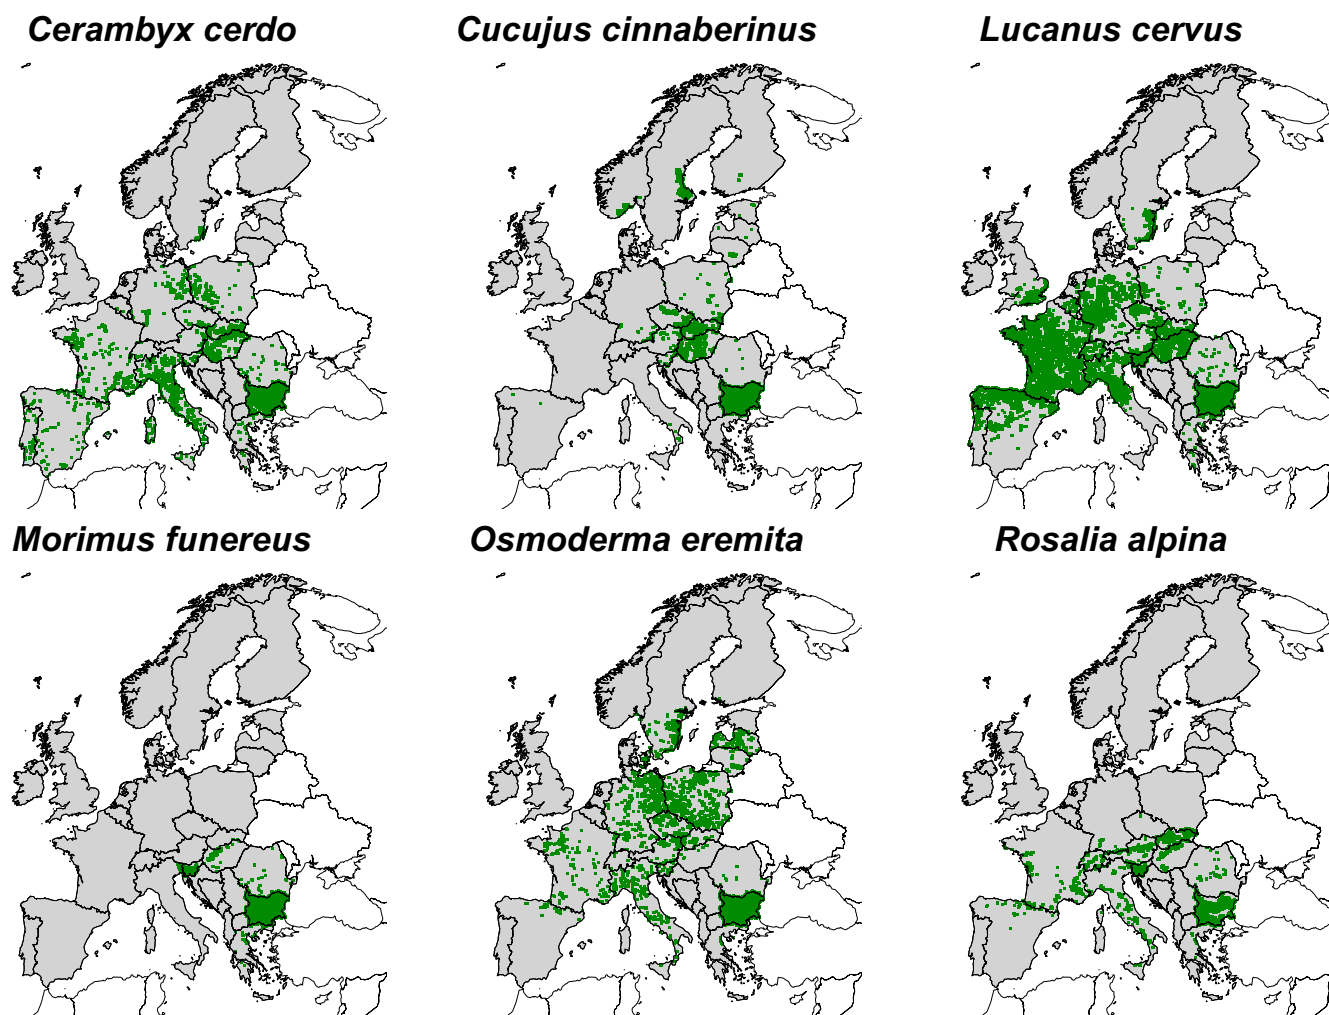 Cerambyx cerdo
Cucujus cinnaberinus
Lucanus cervus
Morimus funereus
Osmoderma eremita
Rosalia alpina